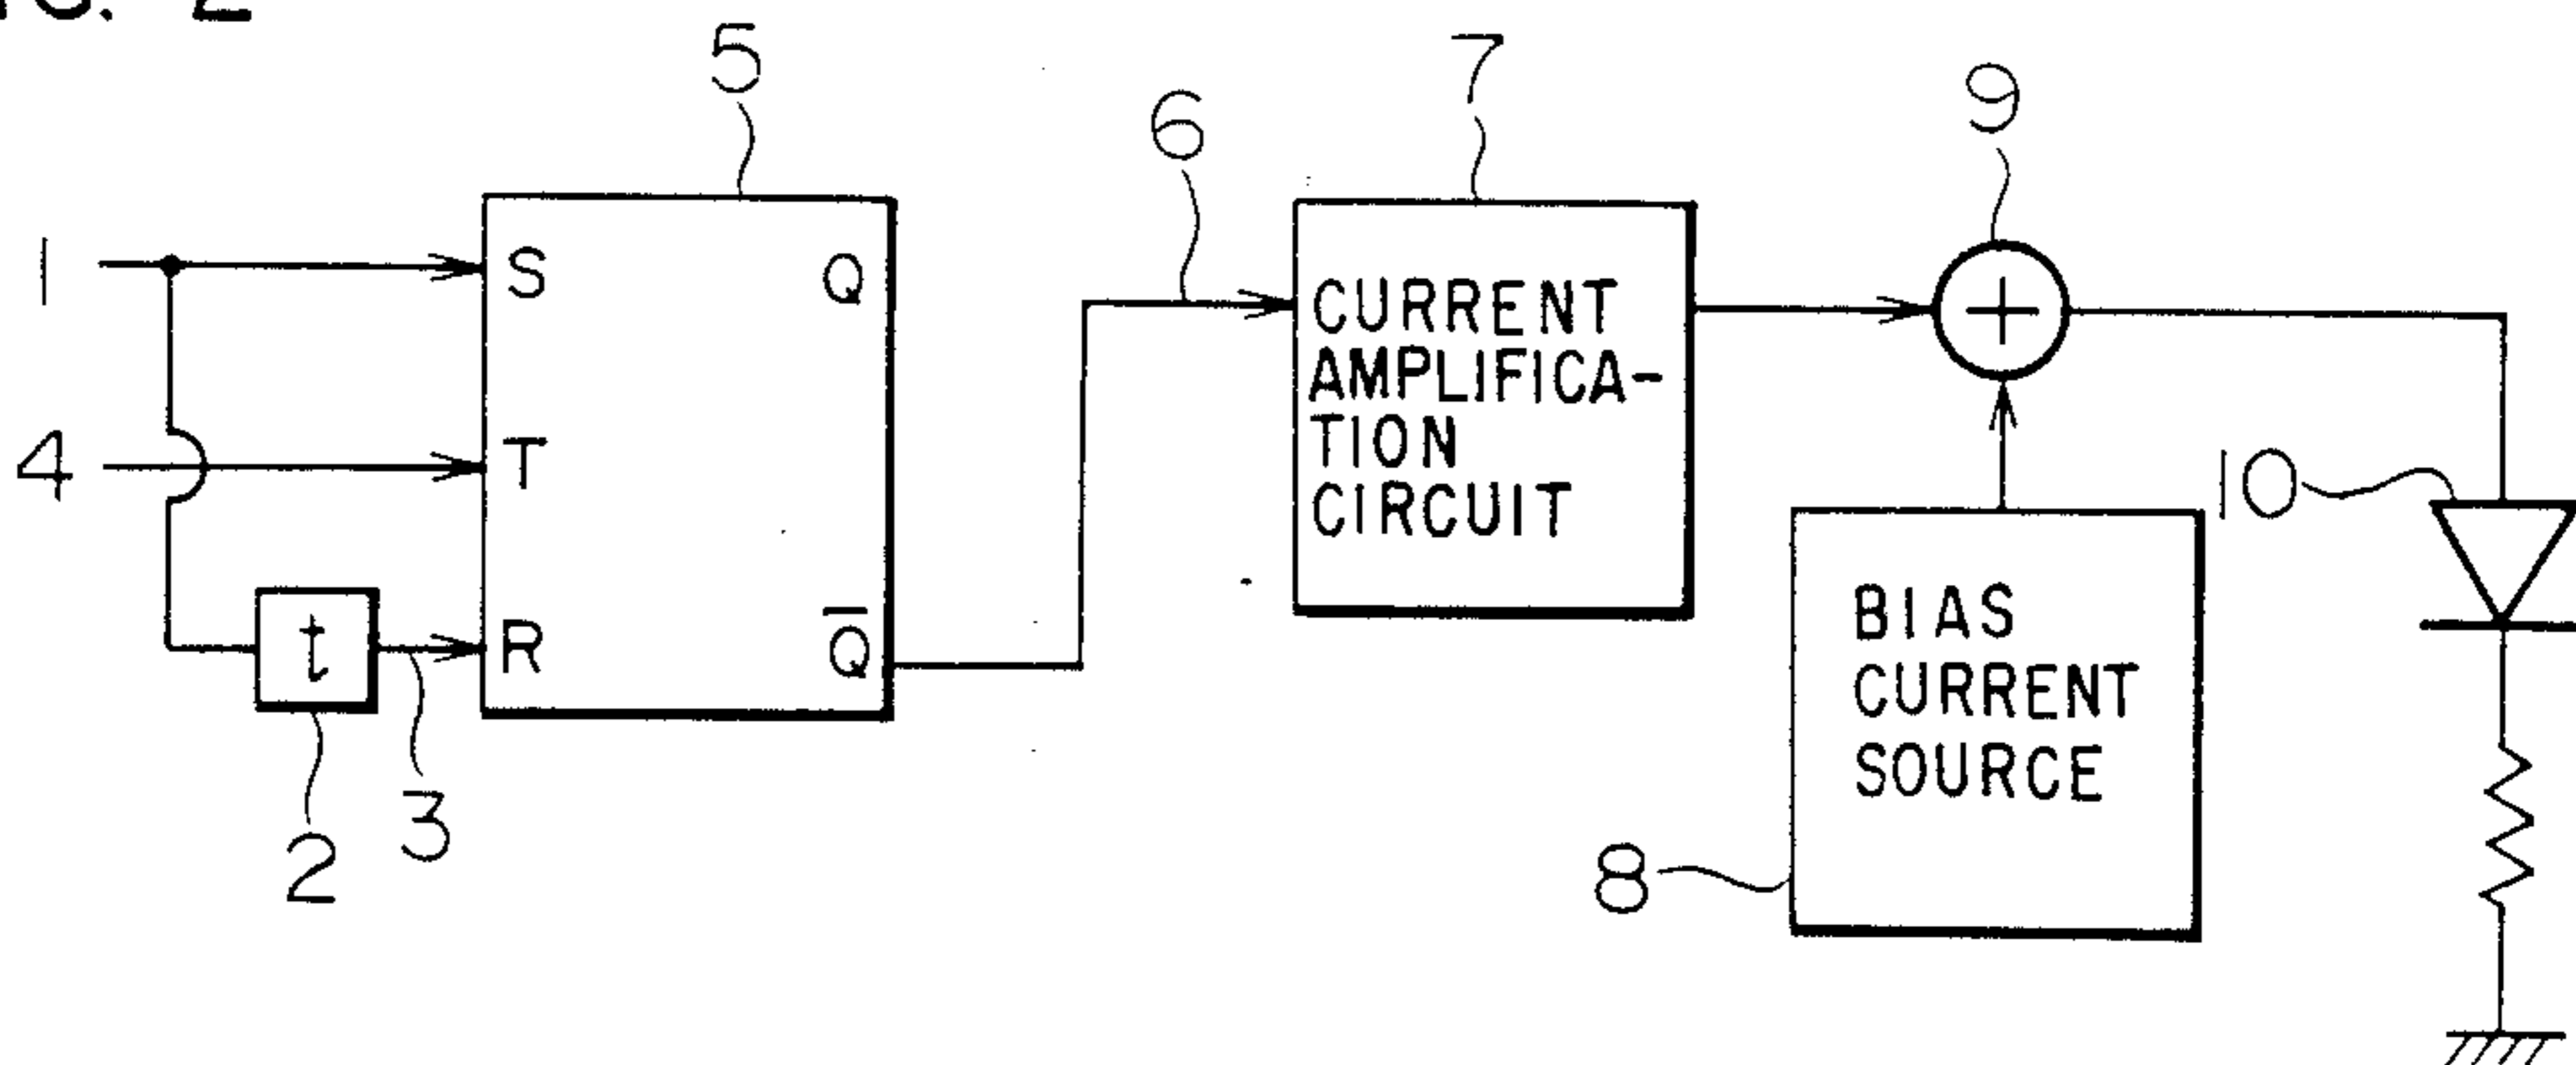 5
7
9
6
1
S
Q
CURRENT
AMPLIFICA-
TION
CIRCUIT
4
T
10
t
R
Q̅
BIAS
CURRENT
SOURCE
3
2
8